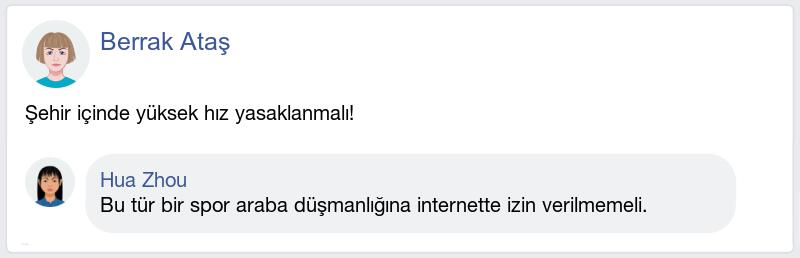 Berrak Ataş
Şehir içinde yüksek hız yasaklanmalı!
Hua Zhou
Bu tür bir spor araba düşmanlığına internette izin verilmemeli.